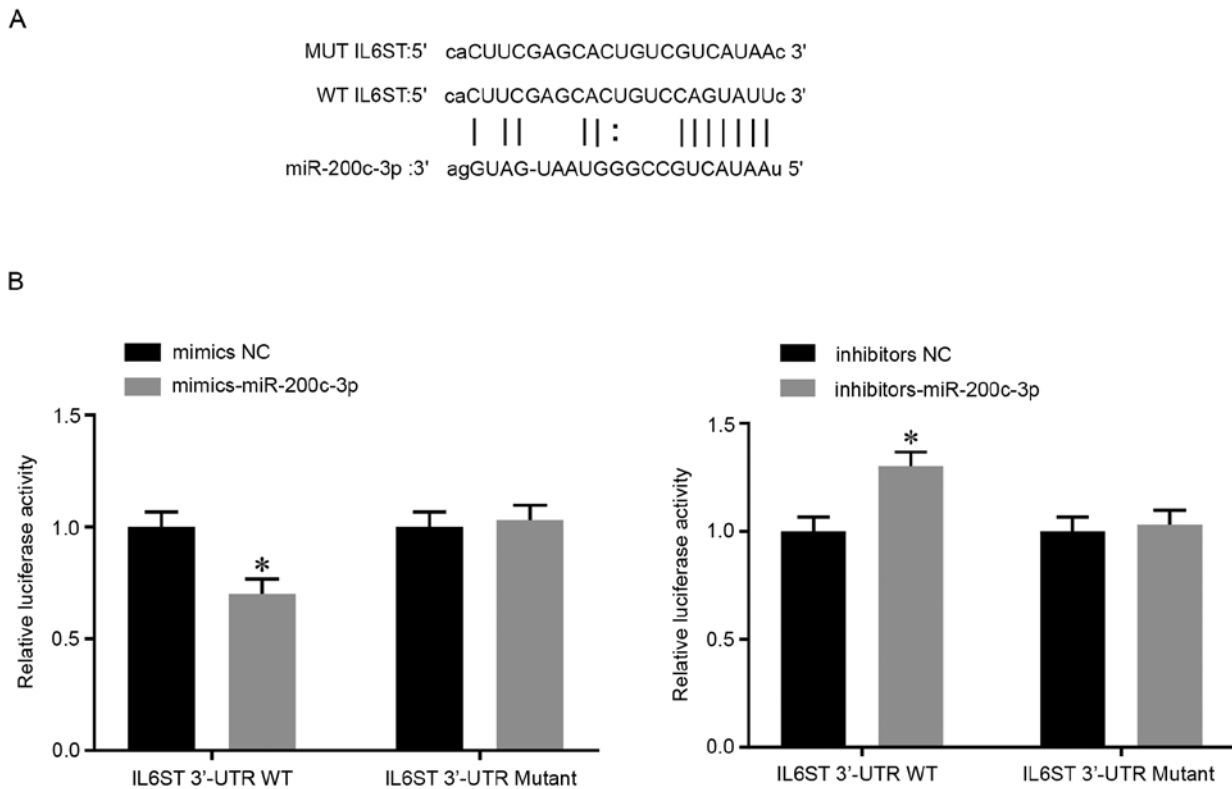 A
MUT IL6ST:5' caCUUCGAGCACUGUCGUCAUAAc 3'
WT IL6ST:5' caCUUCGAGCACUGUCCAGUAUUc 3'
miR-200c-3p :3' agGUAG-UAAUGGGCCGUCAUAAu 5'
B
mimics NC
mimics-miR-200c-3p
Relative luciferase activity
1.5
1.0
0.5
0.0
*
IL6ST 3'-UTR WT
IL6ST 3'-UTR Mutant
inhibitors NC
inhibitors-miR-200c-3p
Relative luciferase activity
1.5
1.0
0.5
0.0
*
IL6ST 3'-UTR WT
IL6ST 3'-UTR Mutant